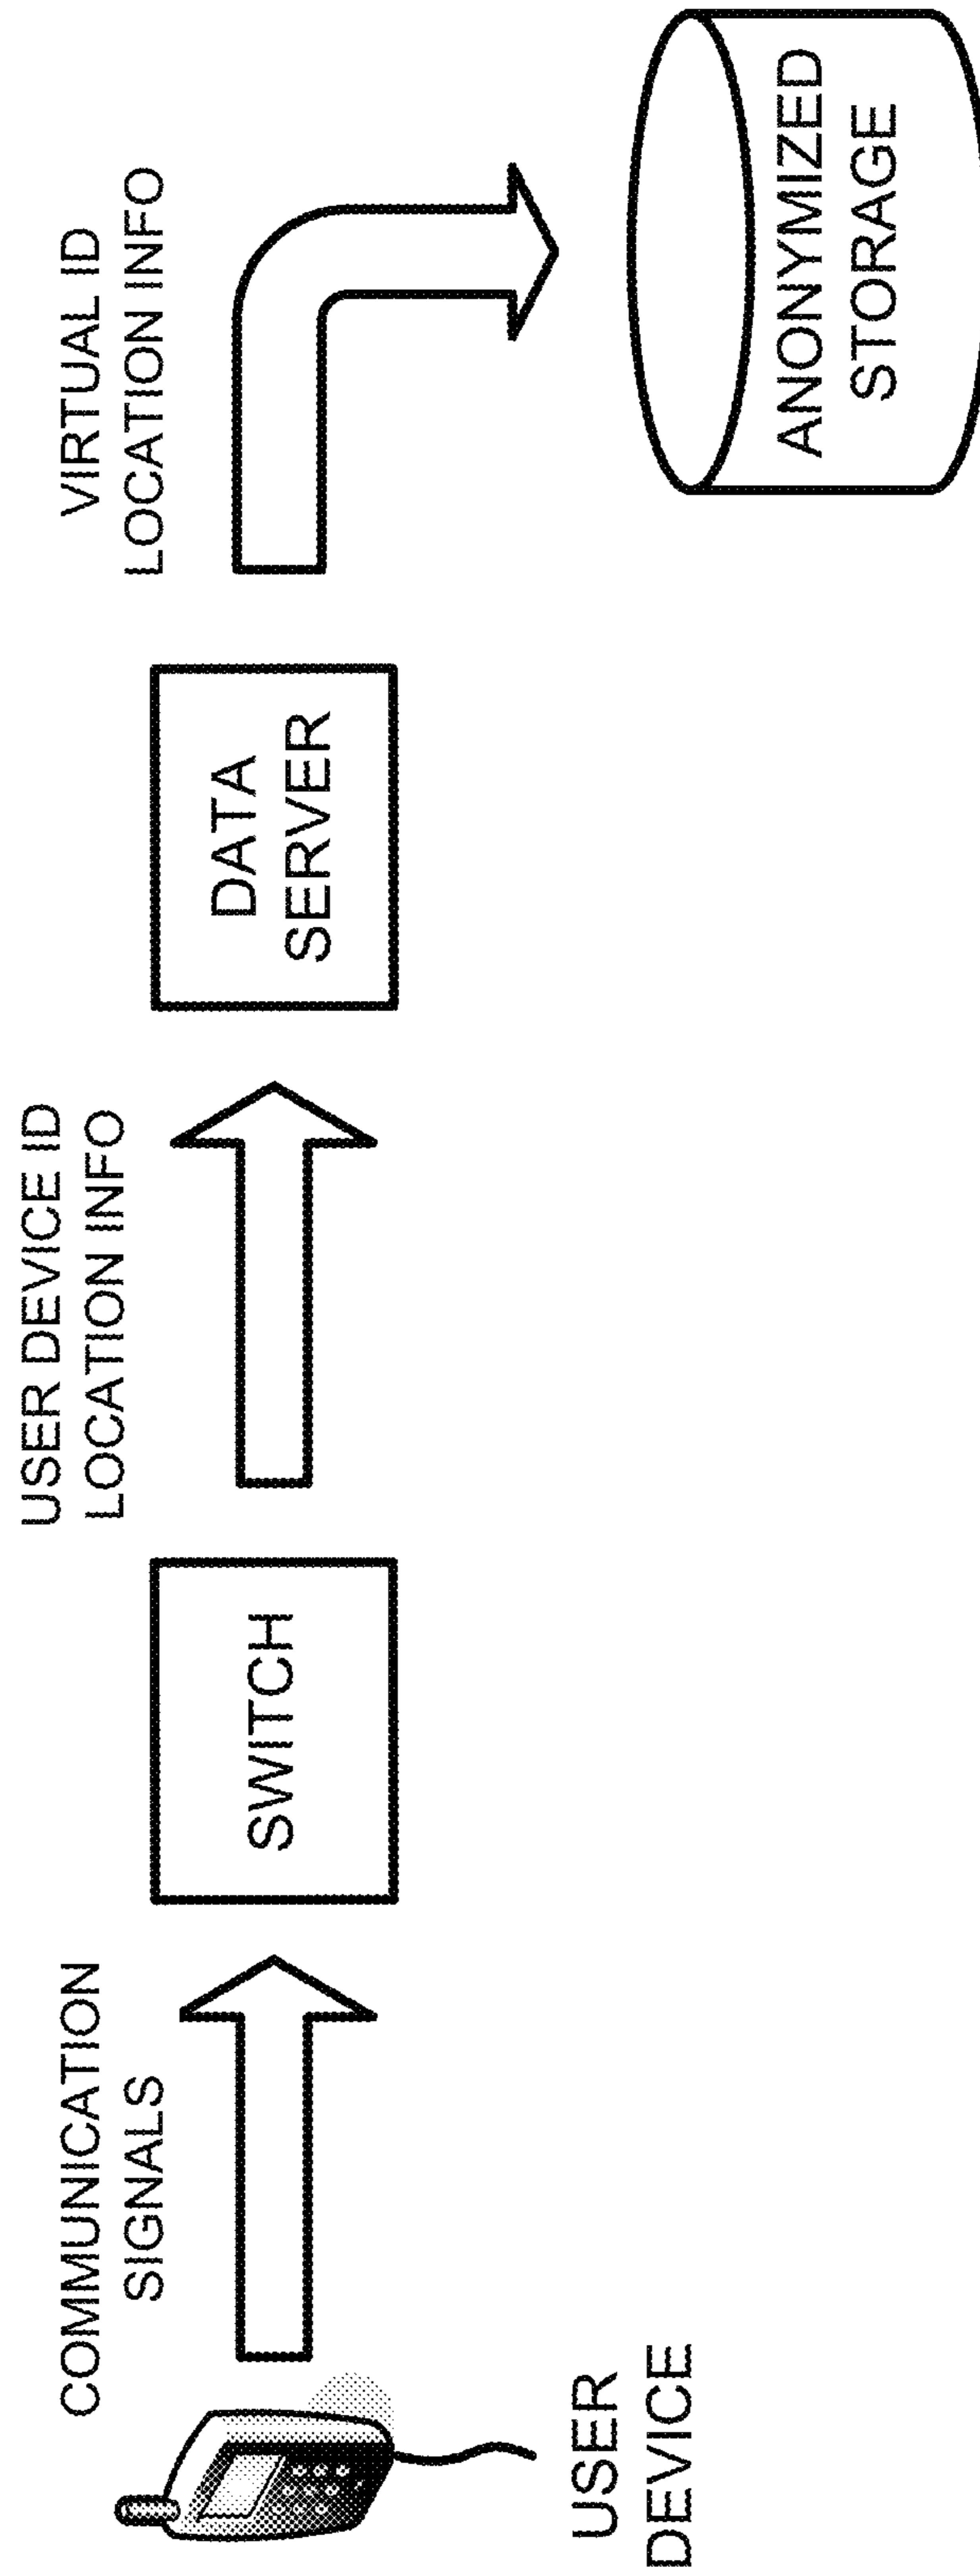 COMMUNICATION
SIGNALS
USER DEVICE ID
LOCATION INFO
VIRTUAL ID
LOCATION INFO
SWITCH
DATA
SERVER
USER
DEVICE
ANONYMIZED
STORAGE